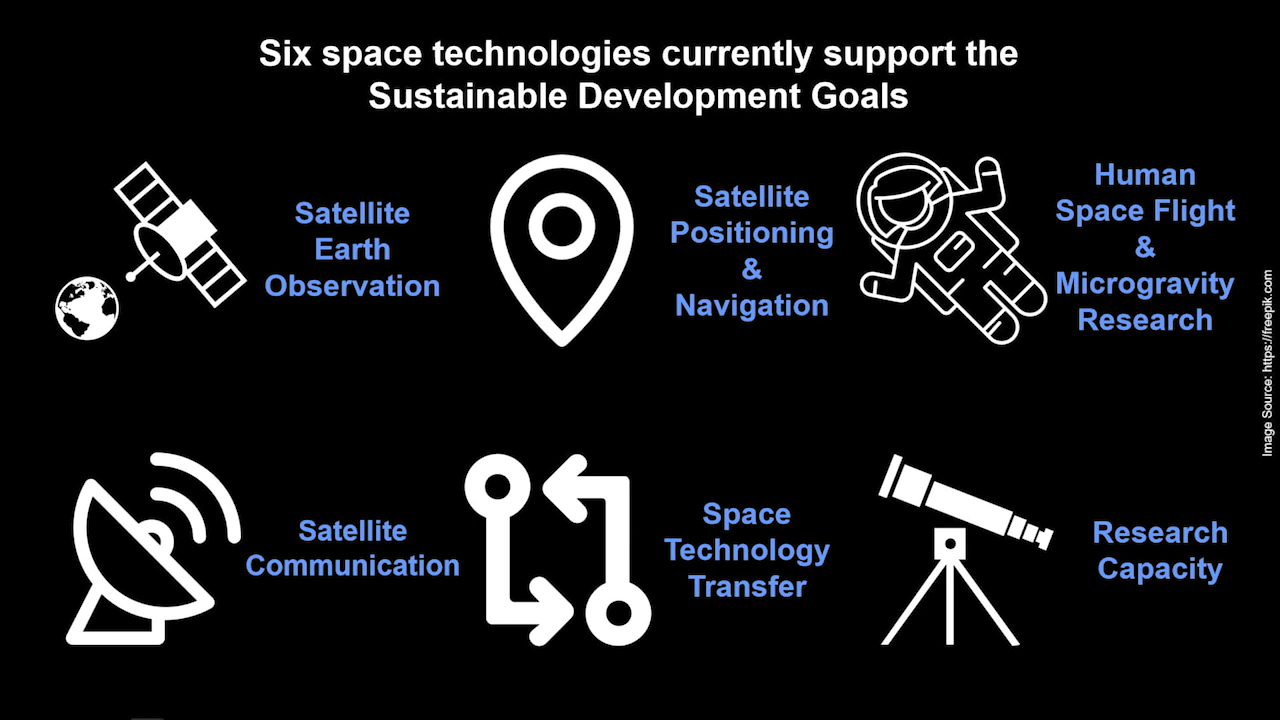 Six space technologies currently support the
Sustainable Development Goals
Satellite
Earth
Observation
Satellite
Positioning
&
Navigation
Human
Space Flight
&
Microgravity
Research
Satellite
Communication
Space
Technology
Transfer
Research
Capacity
Image Source: https://freepik.com